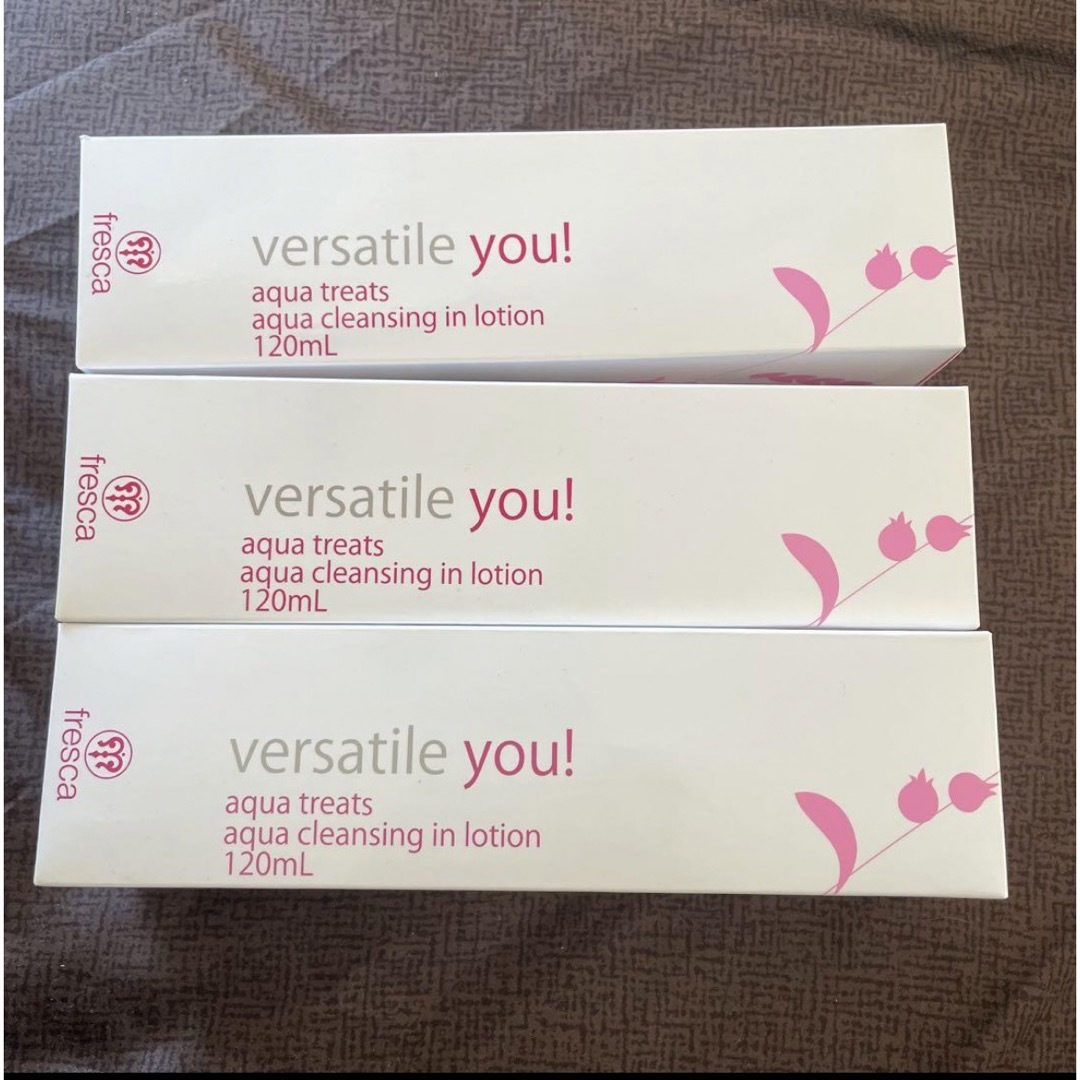 fresca
versatile you!
aqua treats
aqua cleansing in lotion
120mL
fresca
versatile you!
aqua treats
aqua cleansing in lotion
120mL
fresca
versatile you!
aqua treats
aqua cleansing in lotion
120mL